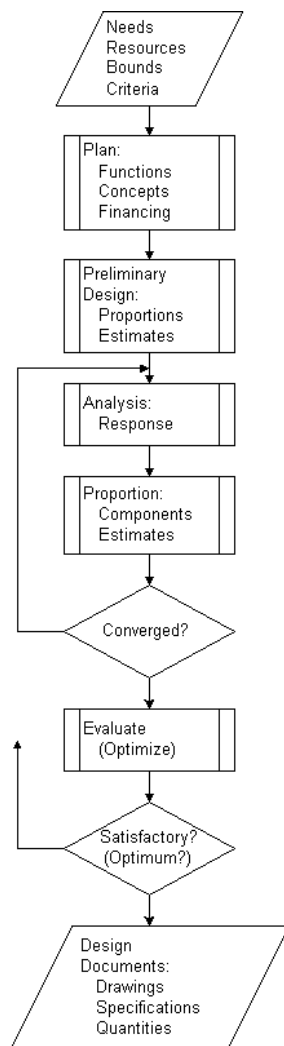 Needs
Resources
Bounds
Criteria
Plan:
Functions
Concepts
Financing
Preliminary
Design:
Proportions
Estimates
Analysis:
Response
Proportion:
Components
Estimates
Converged?
Evaluate
(Optimize)
Satisfactory?
(Optimum?)
Design
Documents:
Drawings
Specifications
Quantities